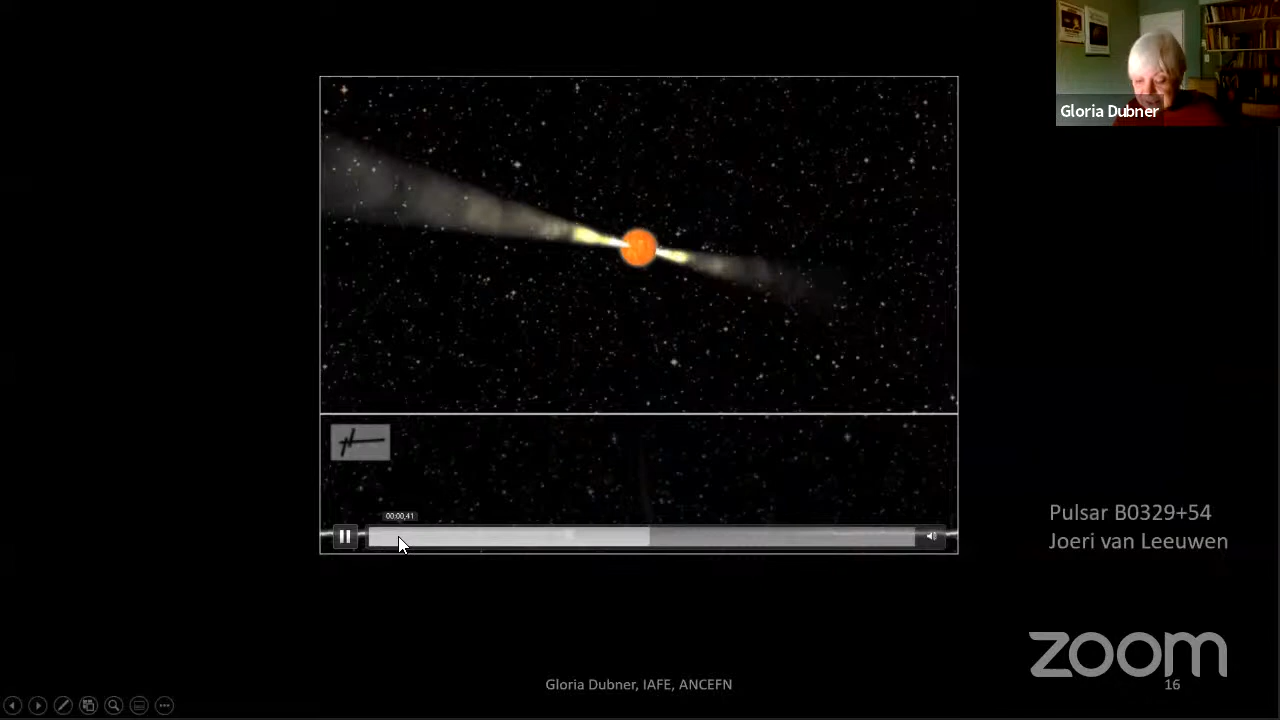 Gloria Dubner
00:00,41
Pulsar B0329+54
Joeri van Leeuwen
zoom
Gloria Dubner, IAFE, ANCEFN
16